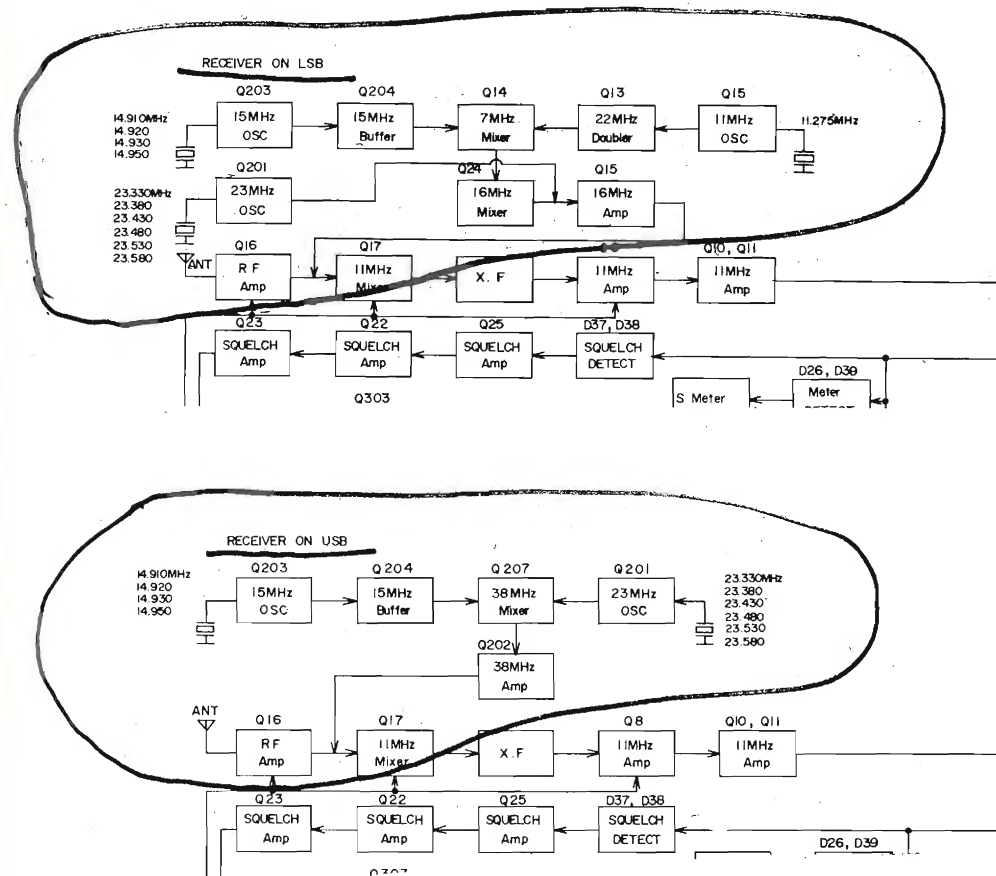 RECEIVER ON LSB
Q203 Q204 Q14 Q13 Q15
14.910MHz
14.920
14.930
14.950
15MHz
OSC
15MHz
Buffer
7MHz
Mixer
22MHz
Doubler
11MHz
OSC
11.275MHz
Q201 Q24 Q15
23.330MHz
23.380
23.430
23.480
23.530
23.580
23MHz
OSC
16MHz
Mixer
16MHz
Amp
ANT
Q16 Q17 Q10, Q11
RF
Amp
11MHz
Mixer
X.F
11MHz
Amp
11MHz
Amp
Q23 Q22 Q25 D37, D38
SQUELCH
Amp
SQUELCH
Amp
SQUELCH
Amp
SQUELCH
DETECT
Q303
D26, D39
S Meter
Meter
RECEIVER ON USB
Q203 Q204 Q207 Q201
14.910MHz
14.920
14.930
14.950
15MHz
OSC
15MHz
Buffer
38MHz
Mixer
23MHz
OSC
23.330MHz
23.380
23.430
23.480
23.530
23.580
Q202
38MHz
Amp
ANT
Q16 Q17 Q8 Q10, Q11
RF
Amp
11MHz
Mixer
X.F
11MHz
Amp
11MHz
Amp
Q23 Q22 Q25 D37, D38
SQUELCH
Amp
SQUELCH
Amp
SQUELCH
Amp
SQUELCH
DETECT
D26, D39